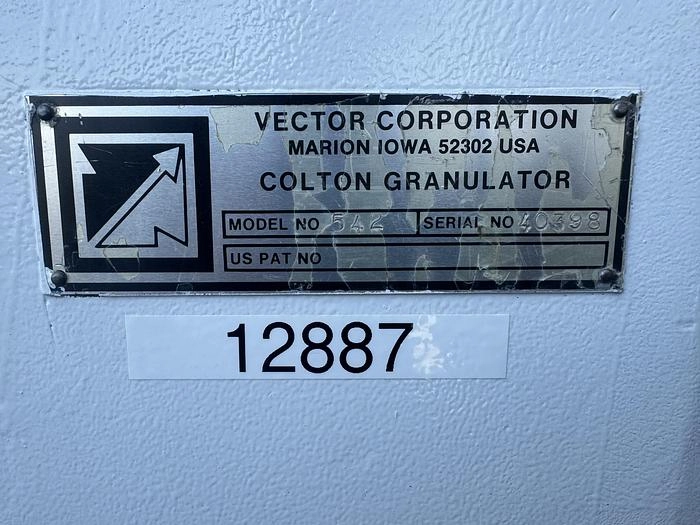 VECTOR CORPORATION
MARION IOWA 52302 USA
COLTON GRANULATOR
MODEL NO 542 SERIAL NO 40398
US PAT NO
12887